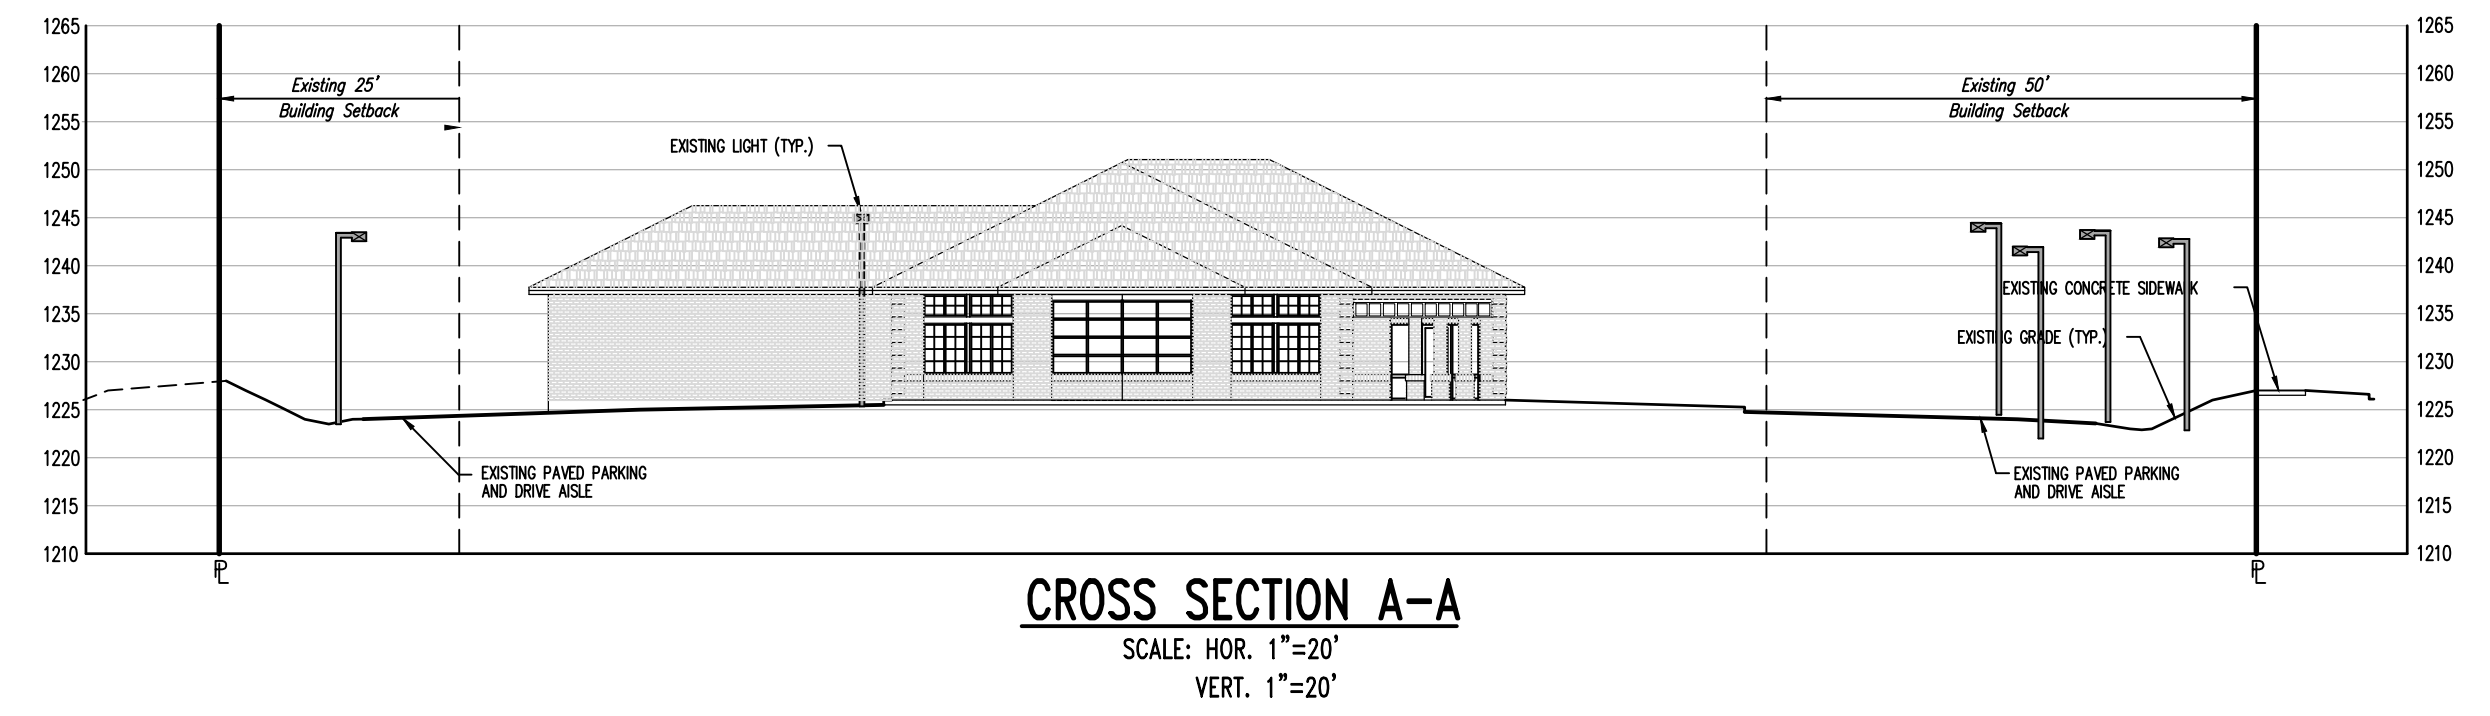 1265
1260
1255
1250
1245
1240
1235
1230
1225
1220
1215
1210
Existing 25'
Building Setback
EXISTING LIGHT (TYP.)
EXISTING PAVED PARKING
AND DRIVE AISLE
Existing 50'
Building Setback
EXISTING CONCRETE SIDEWALK
EXISTING GRADE (TYP.)
EXISTING PAVED PARKING
AND DRIVE AISLE
1265
1260
1255
1250
1245
1240
1235
1230
1225
1220
1215
1210
PL
PL
CROSS SECTION A-A
SCALE: HOR. 1"=20'
VERT. 1"=20'